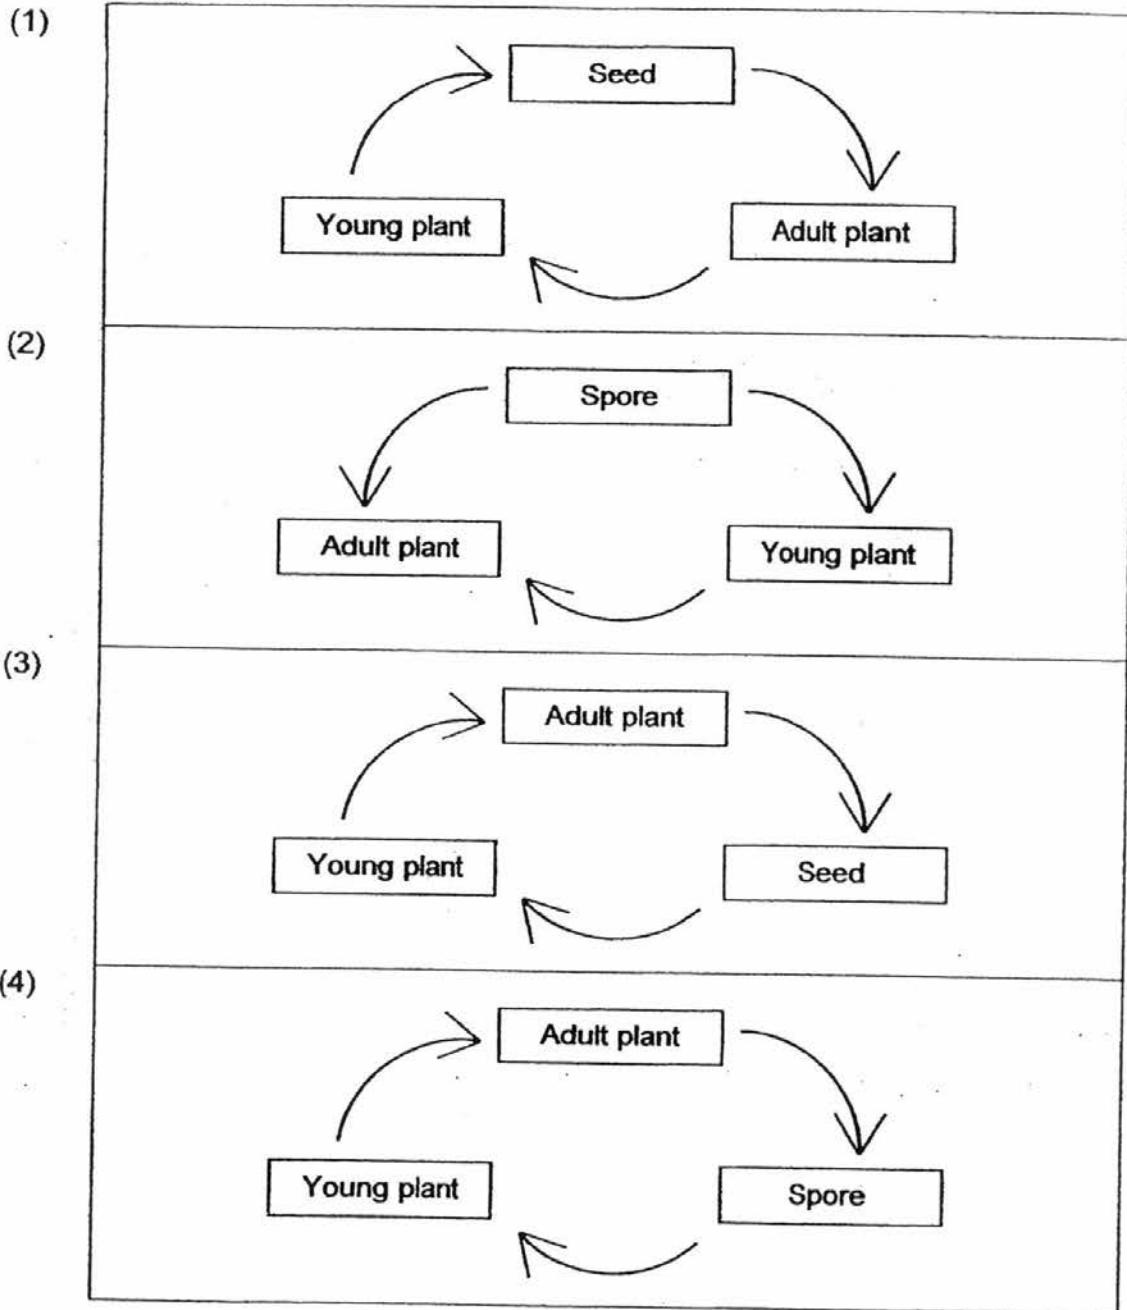 (1)
Seed
Young plant
Adult plant
(2)
Spore
Adult plant
Young plant
(3)
Adult plant
Young plant
Seed
(4)
Adult plant
Young plant
Spore